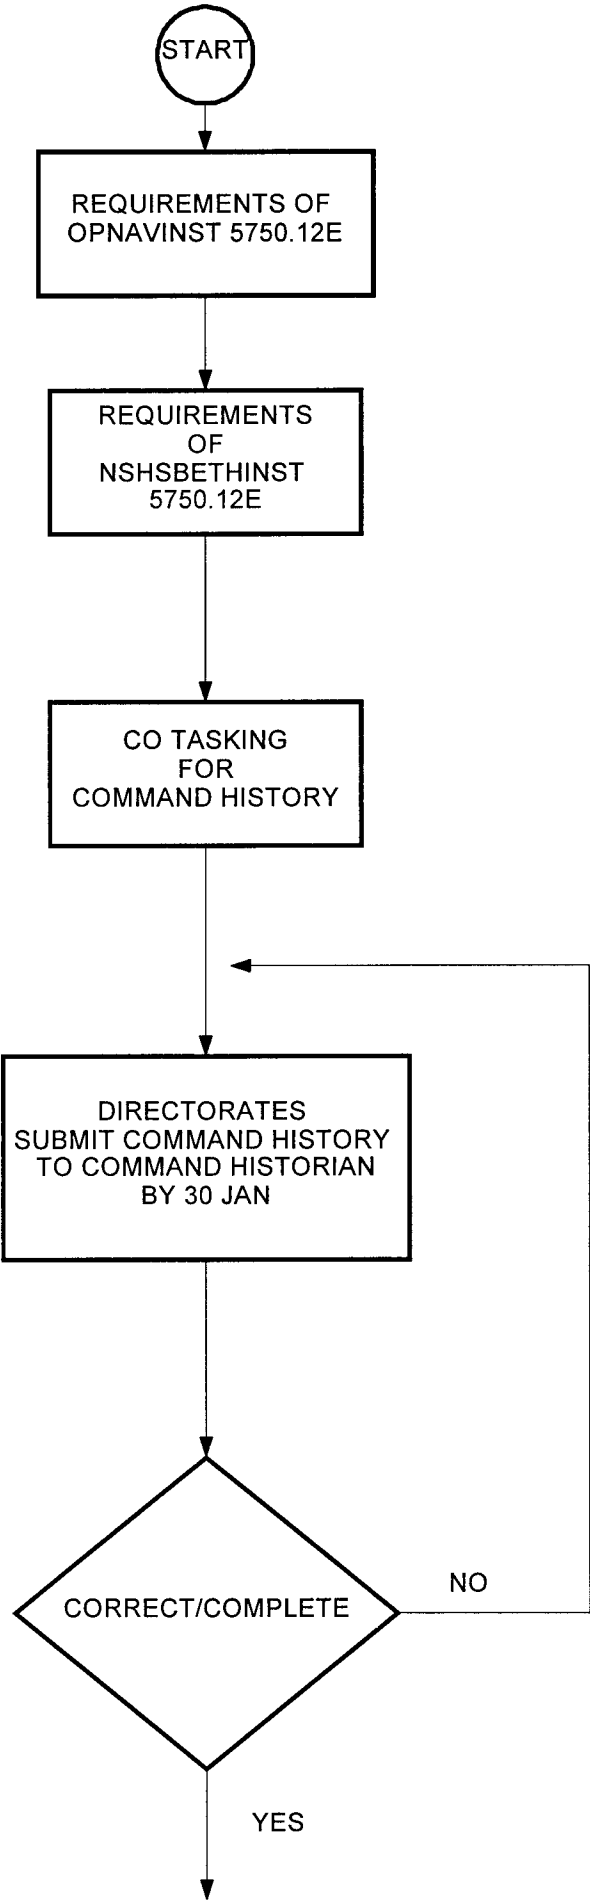 START
REQUIREMENTS OF
OPNAVINST 5750.12E
REQUIREMENTS
OF
NSHSBETHINST
5750.12E
CO TASKING
FOR
COMMAND HISTORY
DIRECTORATES
SUBMIT COMMAND HISTORY
TO COMMAND HISTORIAN
BY 30 JAN
CORRECT/COMPLETE
NO
YES